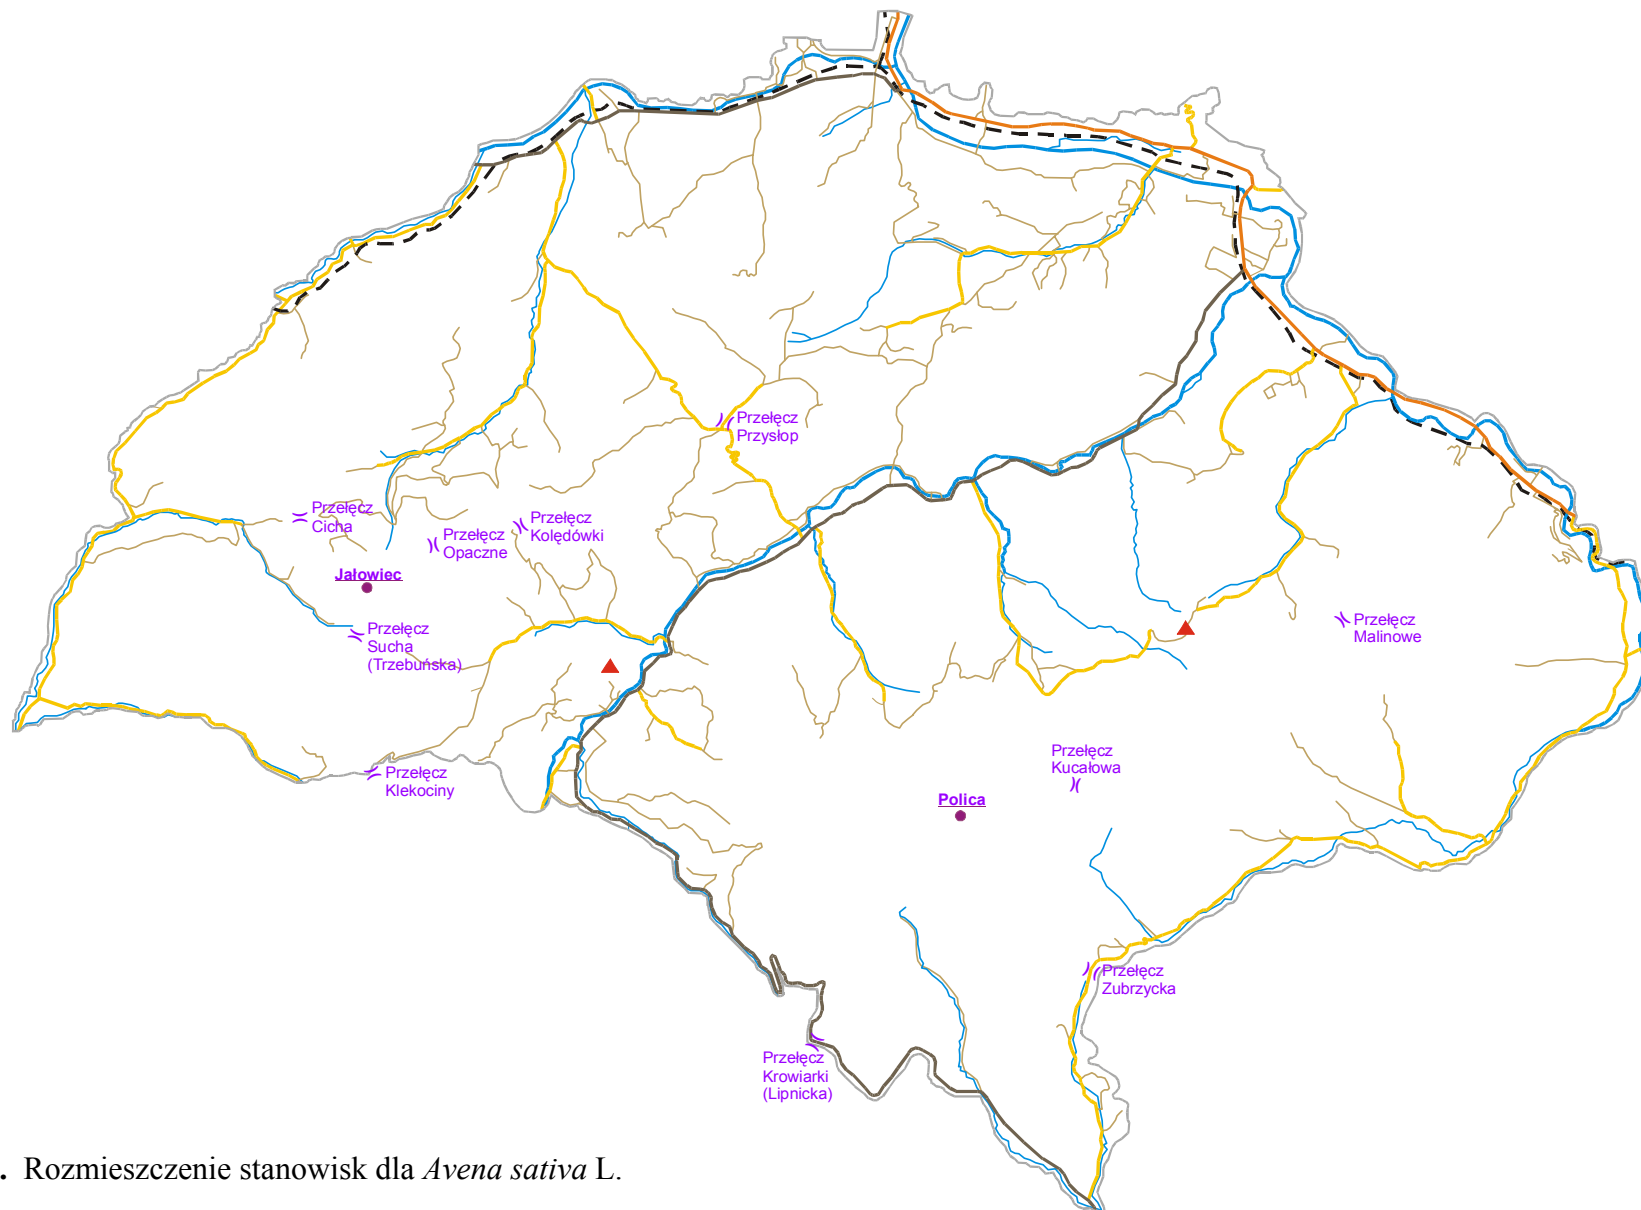 Przełęcz
Przysłop
Przełęcz
Cicha
Przełęcz
Kolędówki
Przełęcz
Opaczne
Jałowiec
Przełęcz
Sucha
(Trzebuńska)
Przełęcz
Malinowe
Przełęcz
Klekociny
Przełęcz
Kucałowa
Polica
Przełęcz
Zubrzycka
Przełęcz
Krowiarki
(Lipnicka)
. Rozmieszczenie stanowisk dla Avena sativa L.